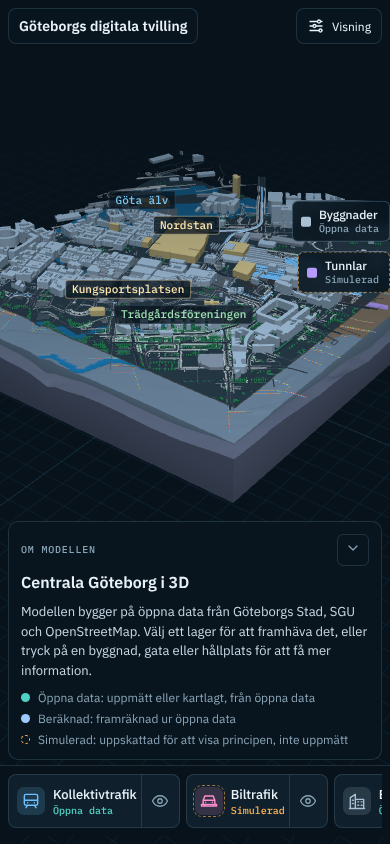 Göteborgs digitala tvilling
Visning
Göta älv
Nordstan
Byggnader
Öppna data
Tunnlar
Simulerad
Kungsportsplatsen
Trädgårdsföreningen
OM MODELLEN
Centrala Göteborg i 3D
Modellen bygger på öppna data från Göteborgs Stad, SGU
och OpenStreetMap. Välj ett lager för att framhäva det, eller
tryck på en byggnad, gata eller hållplats för att få mer
information.
Öppna data: uppmätt eller kartlagt, från öppna data
Beräknad: framräknad ur öppna data
Simulerad: uppskattad för att visa principen, inte uppmätt
Kollektivtrafik
Öppna data
Biltrafik
Simulerad